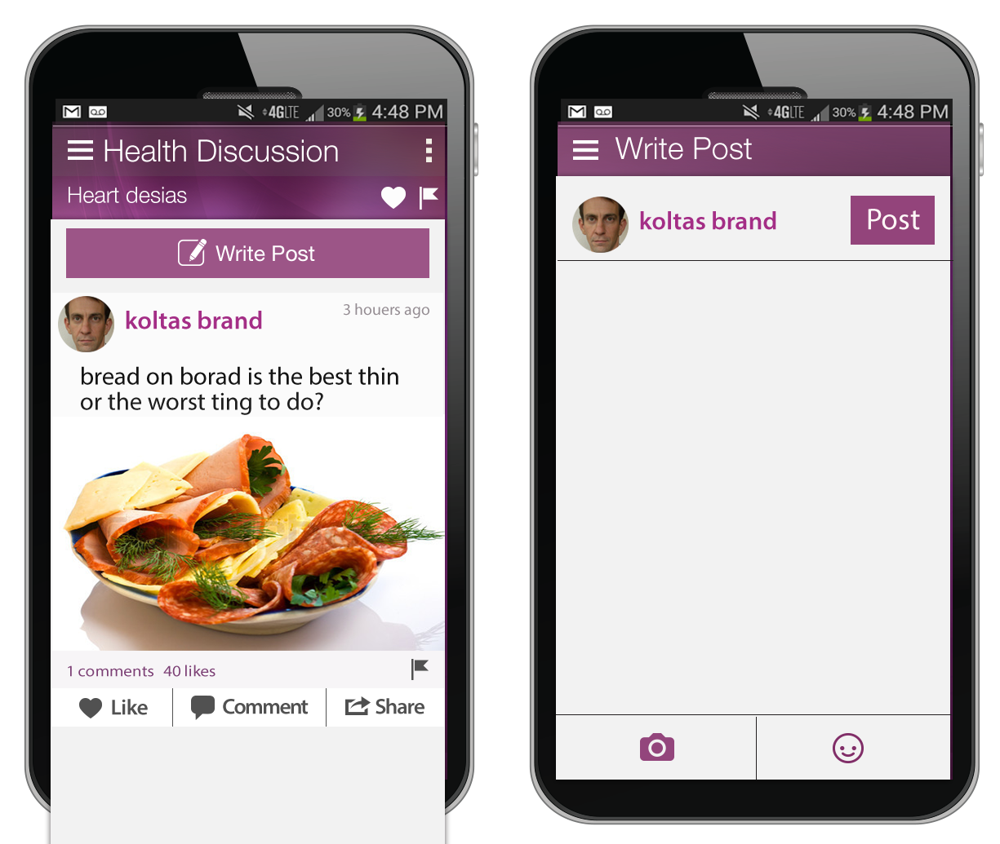 4GLTE 30% 4:48 PM
Health Discussion
Heart desias
Write Post
koltas brand
3 houers ago
bread on borad is the best thin
or the worst ting to do?
1 comments 40 likes
Like Comment Share
4GLTE 30% 4:48 PM
Write Post
koltas brand
Post